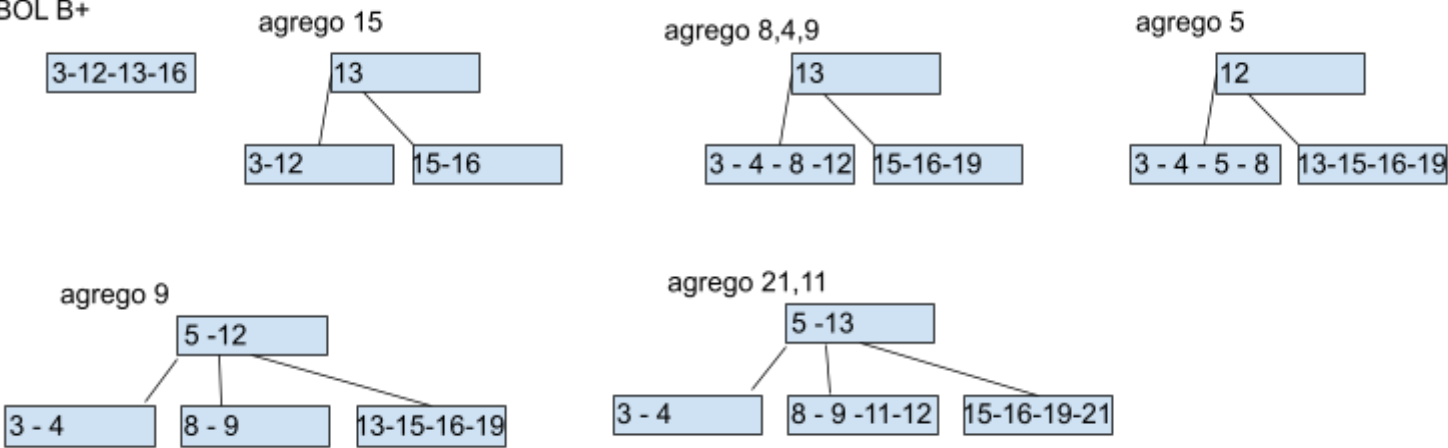 BOL B+
agrego 15
agrego 8,4,9
agrego 5
3-12-13-16
13
13
12
3-12
15-16
3 - 4 - 8 -12
15-16-19
3 - 4 - 5 - 8
13-15-16-19
agrego 9
agrego 21,11
5 -12
5 -13
3 - 4
8 - 9
13-15-16-19
3 - 4
8 - 9 -11-12
15-16-19-21